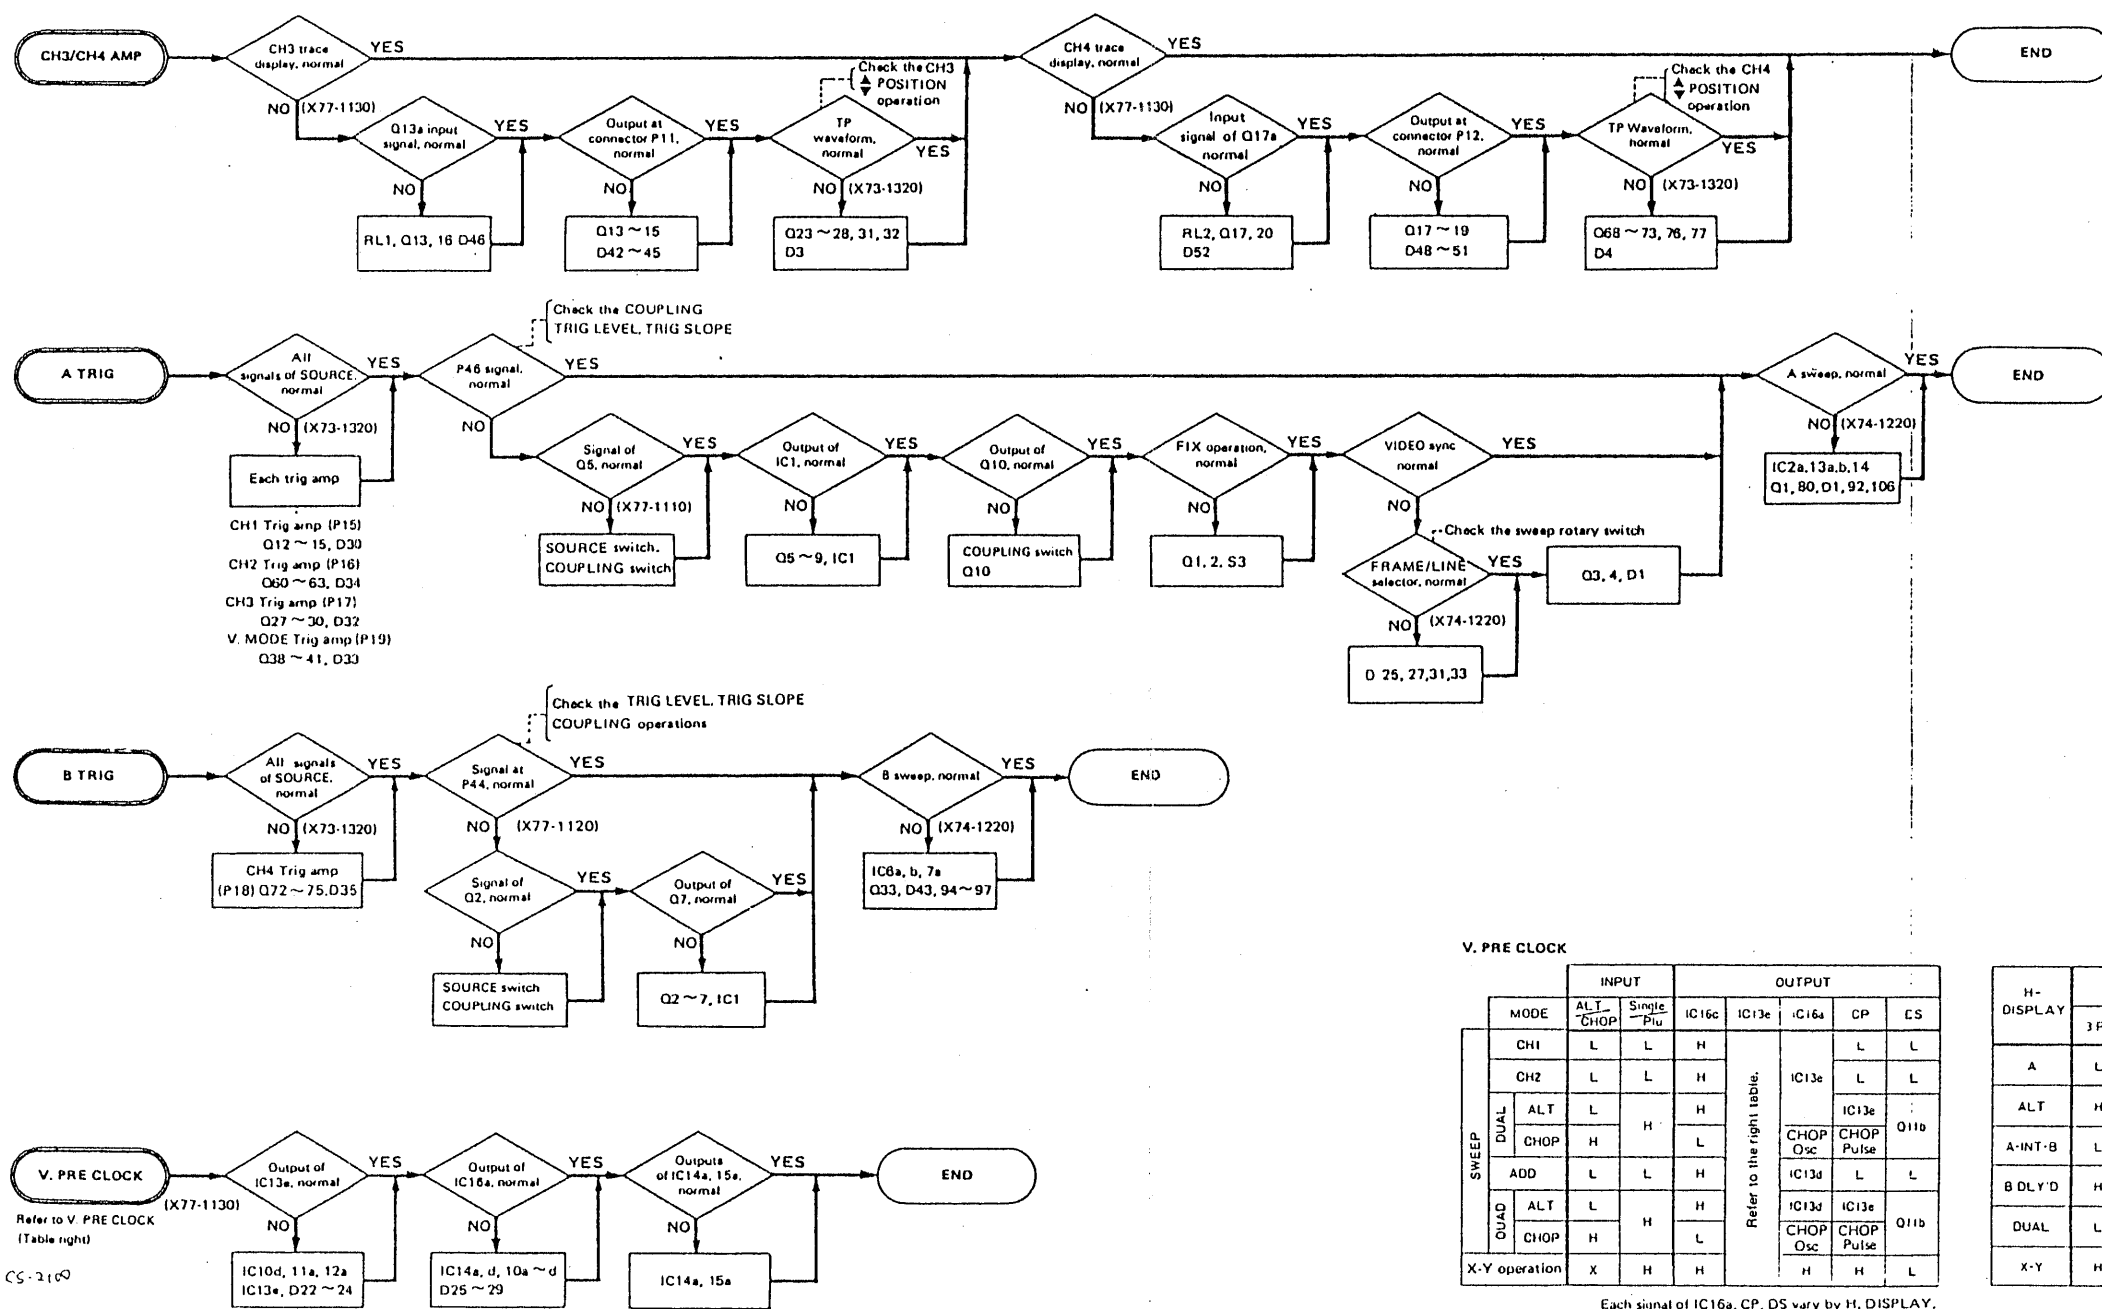 CH3/CH4 AMP
CH3 trace
display, normal
YES
NO
(X77-1130)
Q13a input
signal, normal
YES
NO
RL1, Q13, 16 D46
Output at
connector P11,
normal
YES
NO
Q13 ~ 15
D42 ~ 45
Check the CH3
POSITION
operation
TP
waveform,
normal
YES
NO
(X73-1320)
Q23 ~ 28, 31, 32
D3
CH4 trace
display, normal
YES
NO
(X77-1130)
Input
signal of Q17a
normal
YES
NO
RL2, Q17, 20
D52
Output at
connector P12,
normal
YES
NO
Q17 ~ 19
D48 ~ 51
Check the CH4
POSITION
operation
TP Waveform,
normal
YES
NO
(X73-1320)
Q68 ~ 73, 76, 77
D4
END
A TRIG
All
signals of SOURCE,
normal
YES
NO
(X73-1320)
Each trig amp
CH1 Trig amp (P15)
Q12 ~ 15, D30
CH2 Trig amp (P16)
Q60 ~ 63, D34
CH3 Trig amp (P17)
Q27 ~ 30, D32
V. MODE Trig amp (P19)
Q38 ~ 41, D33
Check the COUPLING
TRIG LEVEL, TRIG SLOPE
P46 signal,
normal
YES
NO
Signal of
Q5, normal
YES
NO
(X77-1110)
SOURCE switch.
COUPLING switch
Output of
IC1, normal
YES
NO
Q5 ~ 9, IC1
Output of
Q10, normal
YES
NO
COUPLING switch
Q10
FIX operation,
normal
YES
NO
Q1, 2, S3
VIDEO sync
normal
YES
NO
Check the sweep rotary switch
FRAME/LINE
selector, normal
YES
NO
(X74-1220)
D 25, 27,31,33
Q3, 4, D1
A sweep, normal
YES
NO
(X74-1220)
IC2a,13a,b,14
Q1, 80, D1, 92,106
END
B TRIG
All signals
of SOURCE,
normal
YES
NO
(X73-1320)
CH4 Trig amp
(P18) Q72 ~ 75,D35
Check the TRIG LEVEL, TRIG SLOPE
COUPLING operations
Signal at
P44, normal
YES
NO
(X77-1120)
Signal of
Q2, normal
YES
NO
SOURCE switch
COUPLING switch
Output of
Q7, normal
YES
NO
Q2 ~ 7, IC1
B sweep, normal
YES
NO
(X74-1220)
IC6a, b, 7a
Q33, D43, 94 ~ 97
END
V. PRE CLOCK
(X77-1130)
Refer to V. PRE CLOCK
(Table right)
Output of
IC13e, normal
YES
NO
IC10d, 11a, 12a
IC13e, D22 ~ 24
Output of
IC16a, normal
YES
NO
IC14a, d, 10a ~ d
D25 ~ 29
Outputs
of IC14a, 15a,
normal
YES
NO
IC14a, 15a
END
CS-2100
V. PRE CLOCK
INPUT OUTPUT
MODE ALT/CHOP Single/Plu IC16c IC13e IC16a CP CS
SWEEP
CH1 L L H L L
CH2 L L H IC13e L L
DUAL ALT L H H IC13e Q11b
CHOP H L CHOP Osc CHOP Pulse
ADD L L H IC13d L L
QUAD ALT L H H IC13d IC13e Q11b
CHOP H L CHOP Osc CHOP Pulse
X-Y operation X H H H H L
Refer to the right table.
Each signal of IC16a, CP, DS vary by H, DISPLAY,
H-
DISPLAY
A L
ALT H
A-INT-B L
B DLY'D H
DUAL L
X-Y H